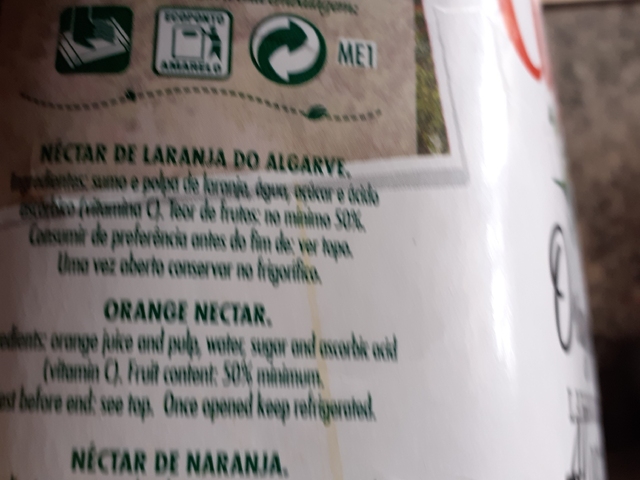 ECOPONTO
AMARELO
ME1
NÉCTAR DE LARANJA DO ALGARVE.
Ingredientes: sumo e polpa de laranja, água, açúcar e ácido
ascórbico (vitamina C). Teor de frutos: no mínimo 50%.
Consumir de preferência antes do fim de: ver topo.
Uma vez aberto conservar no frigorífico.
ORANGE NECTAR.
edients: orange juice and pulp, water, sugar and ascorbic acid
(vitamin C). Fruit content: 50% minimum.
est before end: see top. Once opened keep refrigerated.
NÉCTAR DE NARANJA.